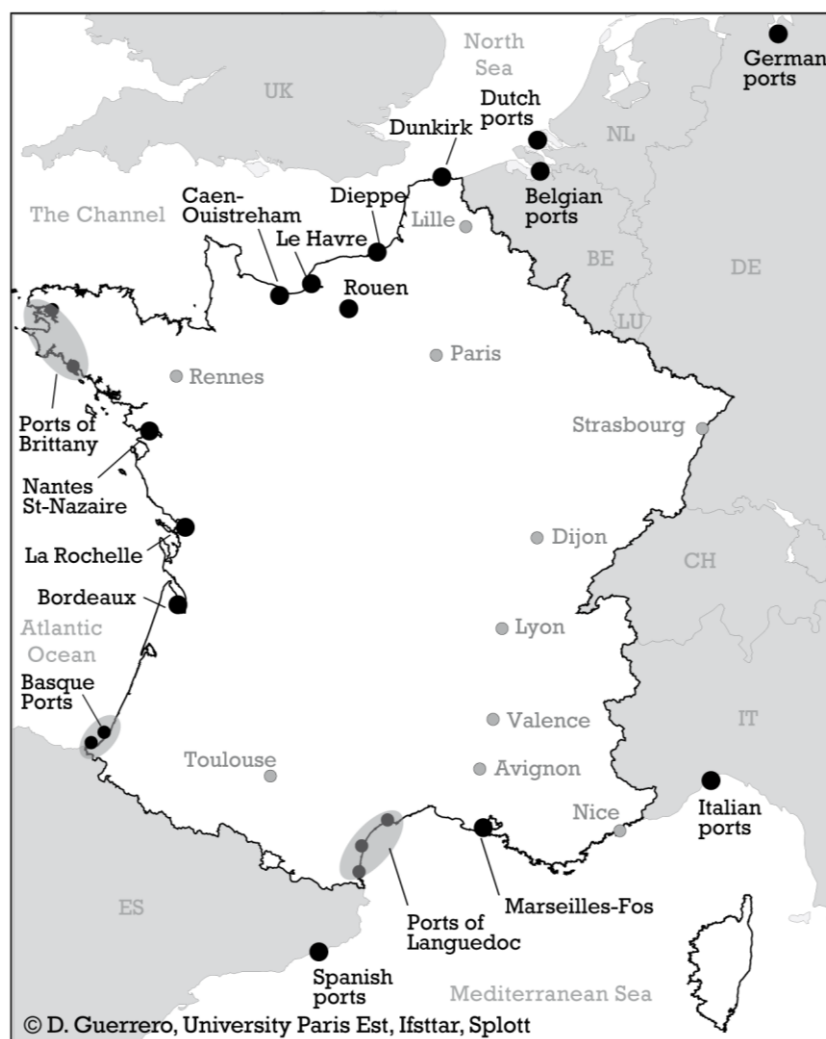 North
Sea
German
ports
UK
Dutch
ports
NL
Dunkirk
Belgian
ports
Caen-
Ouistreham
Dieppe
The Channel
Le Havre
Lille
BE
DE
Rouen
LU
Paris
Rennes
Ports of
Brittany
Strasbourg
Nantes
St-Nazaire
La Rochelle
Dijon
CH
Bordeaux
Atlantic
Ocean
Lyon
Basque
Ports
Valence
IT
Toulouse
Avignon
Nice
Italian
ports
ES
Marseilles-Fos
Ports of
Languedoc
Spanish
ports
Mediterranean Sea
© D. Guerrero, University Paris Est, Ifsttar, Splott